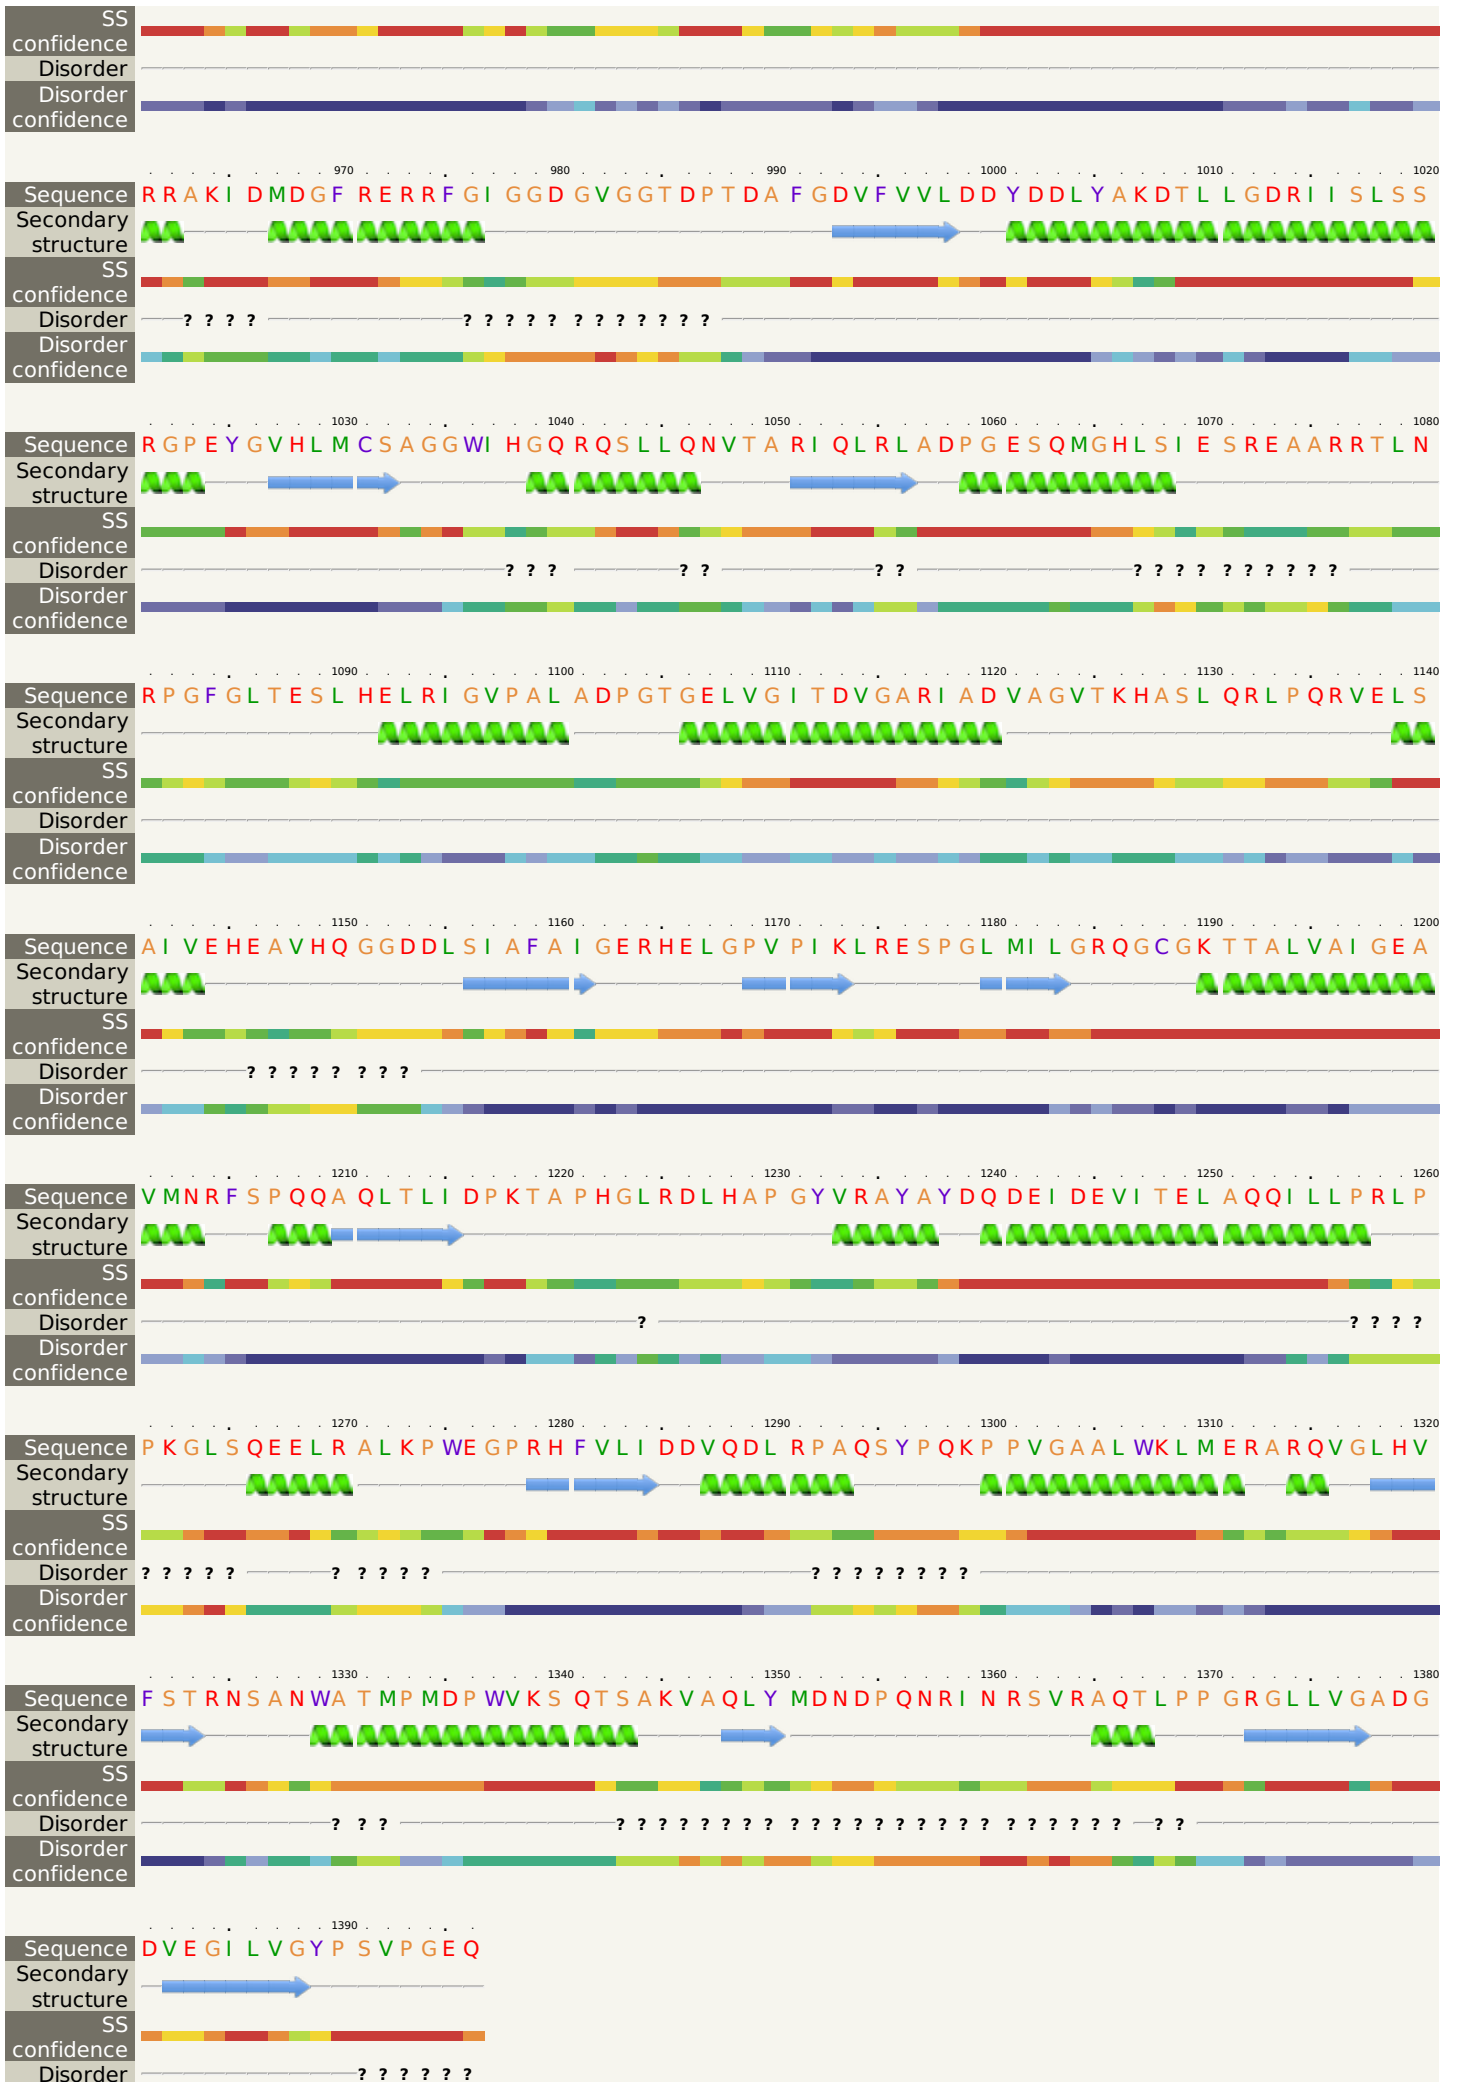 SS
confidence
Disorder
Disorder
confidence
970 980 990 1000 1010 1020
Sequence RRAKIDMDGFRERRFGIGGDGVGGTDPTDAFGDVFVVLDDYDDLYAKDTLLGDRIISLSS
Secondary
structure
SS
confidence
Disorder ???? ????????????
Disorder
confidence
1030 1040 1050 1060 1070 1080
Sequence RGPEYGVHLMCSAGGWIHGQRQSLLQNVTARIQLRLADPGESQMGHLSIESREAARRTLN
Secondary
structure
SS
confidence
Disorder ??? ?? ?? ??????????
Disorder
confidence
1090 1100 1110 1120 1130 1140
Sequence RPGFGLTESLHELRIGVPALADPGTGELVGITDVGARIADVAGVTKHASLQRLPQRVELS
Secondary
structure
SS
confidence
Disorder
Disorder
confidence
1150 1160 1170 1180 1190 1200
Sequence AIVEHEAVHQGGDDLSIAFAIGERHELGPVPIKLRESPGLMILGRQGCGKTTALVAIGEA
Secondary
structure
SS
confidence
Disorder ????????
Disorder
confidence
1210 1220 1230 1240 1250 1260
Sequence VMNRFSPQQAQLTLIDPKTAPHGLRDLHAPGYVRAYAYDQDEIDEVITELAQQILLPRLP
Secondary
structure
SS
confidence
Disorder ? ????
Disorder
confidence
1270 1280 1290 1300 1310 1320
Sequence PKGLSQEELRALKPWEGPRHFVLIDDVQDLRPAQSYPQKPPVGAALWKLMERARQVGLHV
Secondary
structure
SS
confidence
Disorder ????? ????? ????????
Disorder
confidence
1330 1340 1350 1360 1370 1380
Sequence FSTRNSANWATMPMDPWVKSQTSAKVAQLYMDNDPQNRINRSVRAQTLPPGRGLLVGADG
Secondary
structure
SS
confidence
Disorder ??? ???????????????????????? ??
Disorder
confidence
1390
Sequence DVEGILVGYPSVPGEQ
Secondary
structure
SS
confidence
Disorder ??????